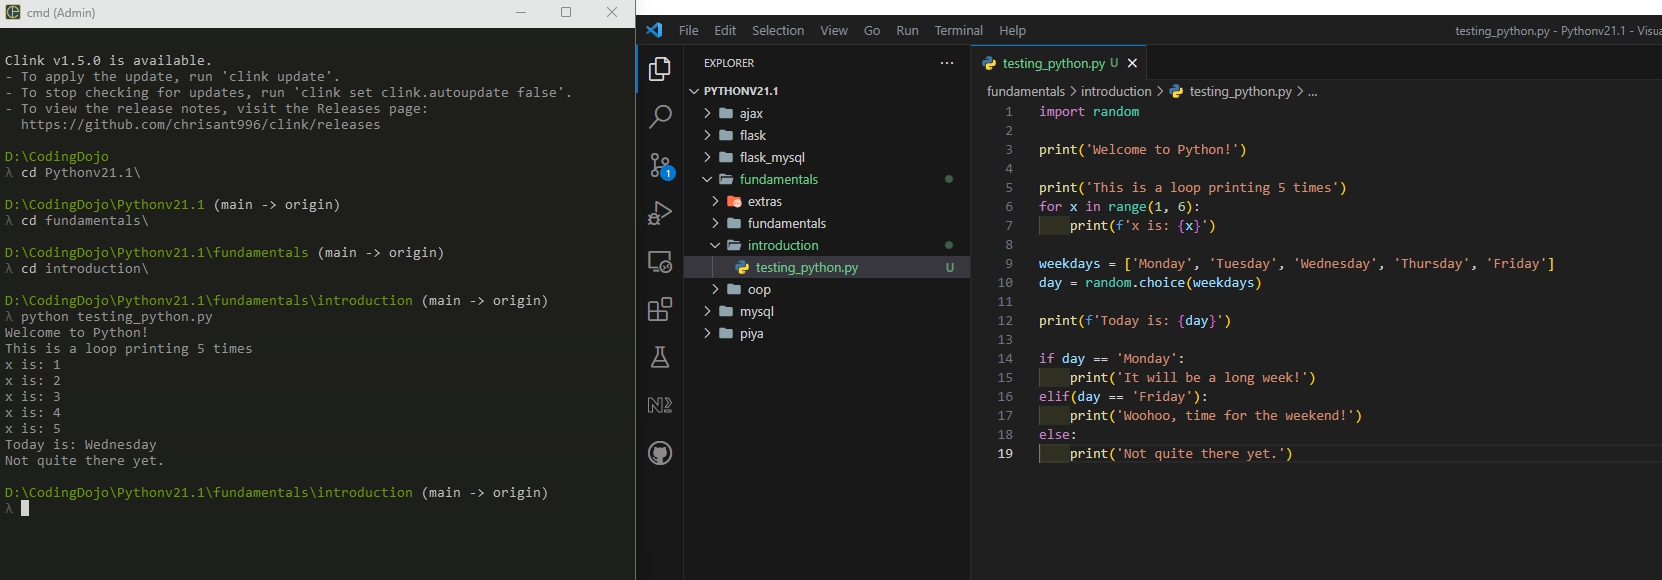 cmd (Admin)
Clink v1.5.0 is available.
- To apply the update, run 'clink update'.
- To stop checking for updates, run 'clink set clink.autoupdate false'.
- To view the release notes, visit the Releases page:
  https://github.com/chrisant996/clink/releases
D:\CodingDojo
λ cd Pythonv21.1\
D:\CodingDojo\Pythonv21.1 (main -> origin)
λ cd fundamentals\
D:\CodingDojo\Pythonv21.1\fundamentals (main -> origin)
λ cd introduction\
D:\CodingDojo\Pythonv21.1\fundamentals\introduction (main -> origin)
λ python testing_python.py
Welcome to Python!
This is a loop printing 5 times
x is: 1
x is: 2
x is: 3
x is: 4
x is: 5
Today is: Wednesday
Not quite there yet.
D:\CodingDojo\Pythonv21.1\fundamentals\introduction (main -> origin)
λ
File Edit Selection View Go Run Terminal Help
testing_python.py - Pythonv21.1 - Visua
1
EXPLORER ...
PYTHONV21.1
ajax
flask
flask_mysql
fundamentals
extras
fundamentals
introduction
testing_python.py U
oop
mysql
piya
testing_python.py U
fundamentals > introduction > testing_python.py > ...
1 import random
2
3 print('Welcome to Python!')
4
5 print('This is a loop printing 5 times')
6 for x in range(1, 6):
7     print(f'x is: {x}')
8
9 weekdays = ['Monday', 'Tuesday', 'Wednesday', 'Thursday', 'Friday']
10 day = random.choice(weekdays)
11
12 print(f'Today is: {day}')
13
14 if day == 'Monday':
15     print('It will be a long week!')
16 elif(day == 'Friday'):
17     print('Woohoo, time for the weekend!')
18 else:
19     print('Not quite there yet.')